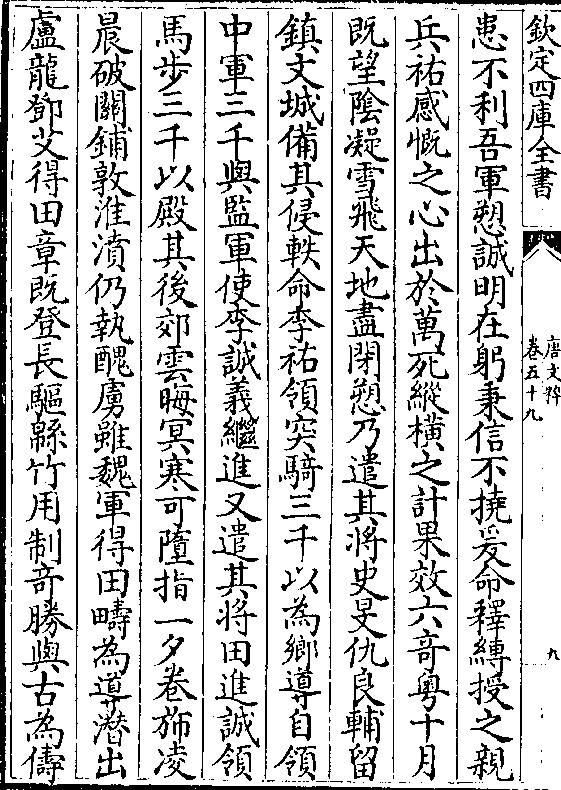 欽定四庫全書
唐文粹
卷五十九
九
患不利吾軍愬誠明在躬秉信不撓爰命釋縛授之親
兵祐感慨之心出於萬死縱横之計果效六竒粤十月
既望隂凝雪飛天地盡閉愬乃遣其將史旻仇良輔留
鎮文城備其侵軼命李祐領突騎三千以為鄉導自領
中軍三千與監軍使李誠義繼進又遣其將田進誠領
馬步三千以殿其後郊雲晦冥寒可墮指一夕卷斾凌
晨破關鋪敦淮濆仍執醜虜雖魏軍得田疇為導潛出
盧龍鄧艾得田章既登長驅緜竹用制竒勝與古為儔